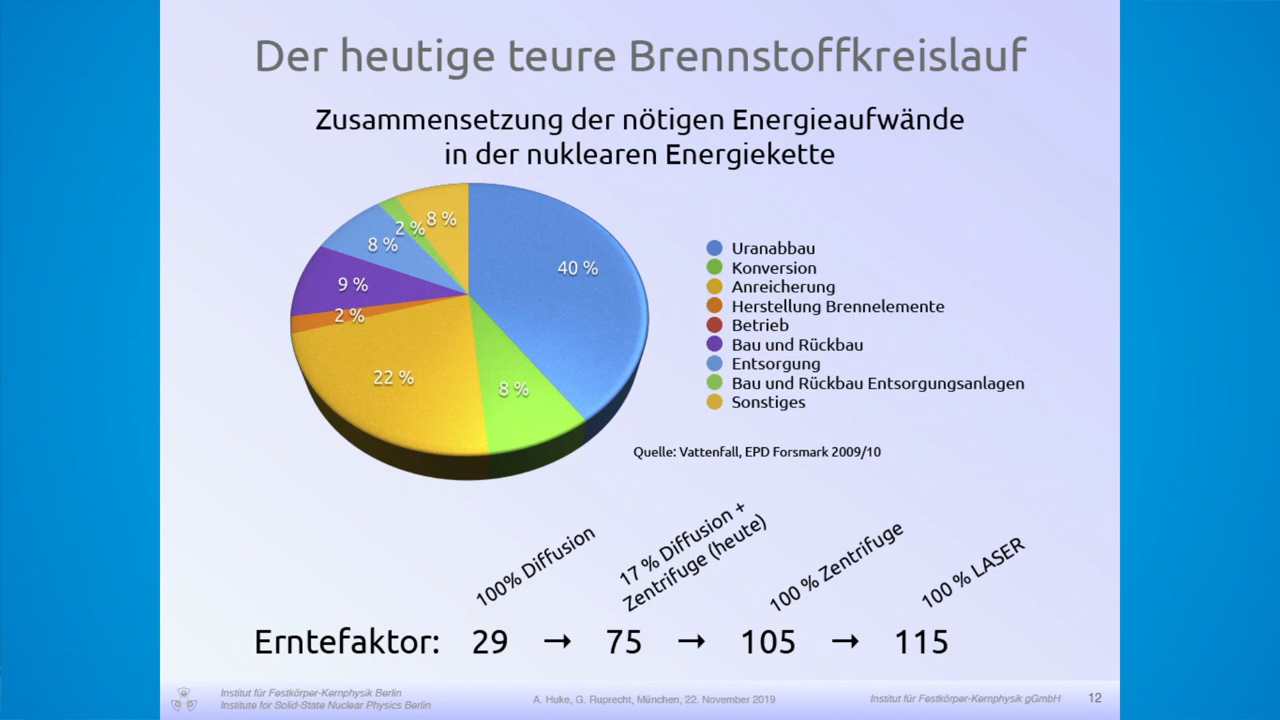 Der heutige teure Brennstoffkreislauf
Zusammensetzung der nötigen Energieaufwände
in der nuklearen Energiekette
40 %
8 %
22 %
2 %
9 %
8 %
2 %
8 %
Uranabbau
Konversion
Anreicherung
Herstellung Brennelemente
Betrieb
Bau und Rückbau
Entsorgung
Bau und Rückbau Entsorgungsanlagen
Sonstiges
Quelle: Vattenfall, EPD Forsmark 2009/10
100% Diffusion
17 % Diffusion +
Zentrifuge (heute)
100 % Zentrifuge
100 % LASER
Erntefaktor: 29 → 75 → 105 → 115
Institut für Festkörper-Kernphysik Berlin
Institute for Solid-State Nuclear Physics Berlin
A. Huke, G. Ruprecht, München, 22. November 2019
Institut für Festkörper-Kernphysik gGmbH
12